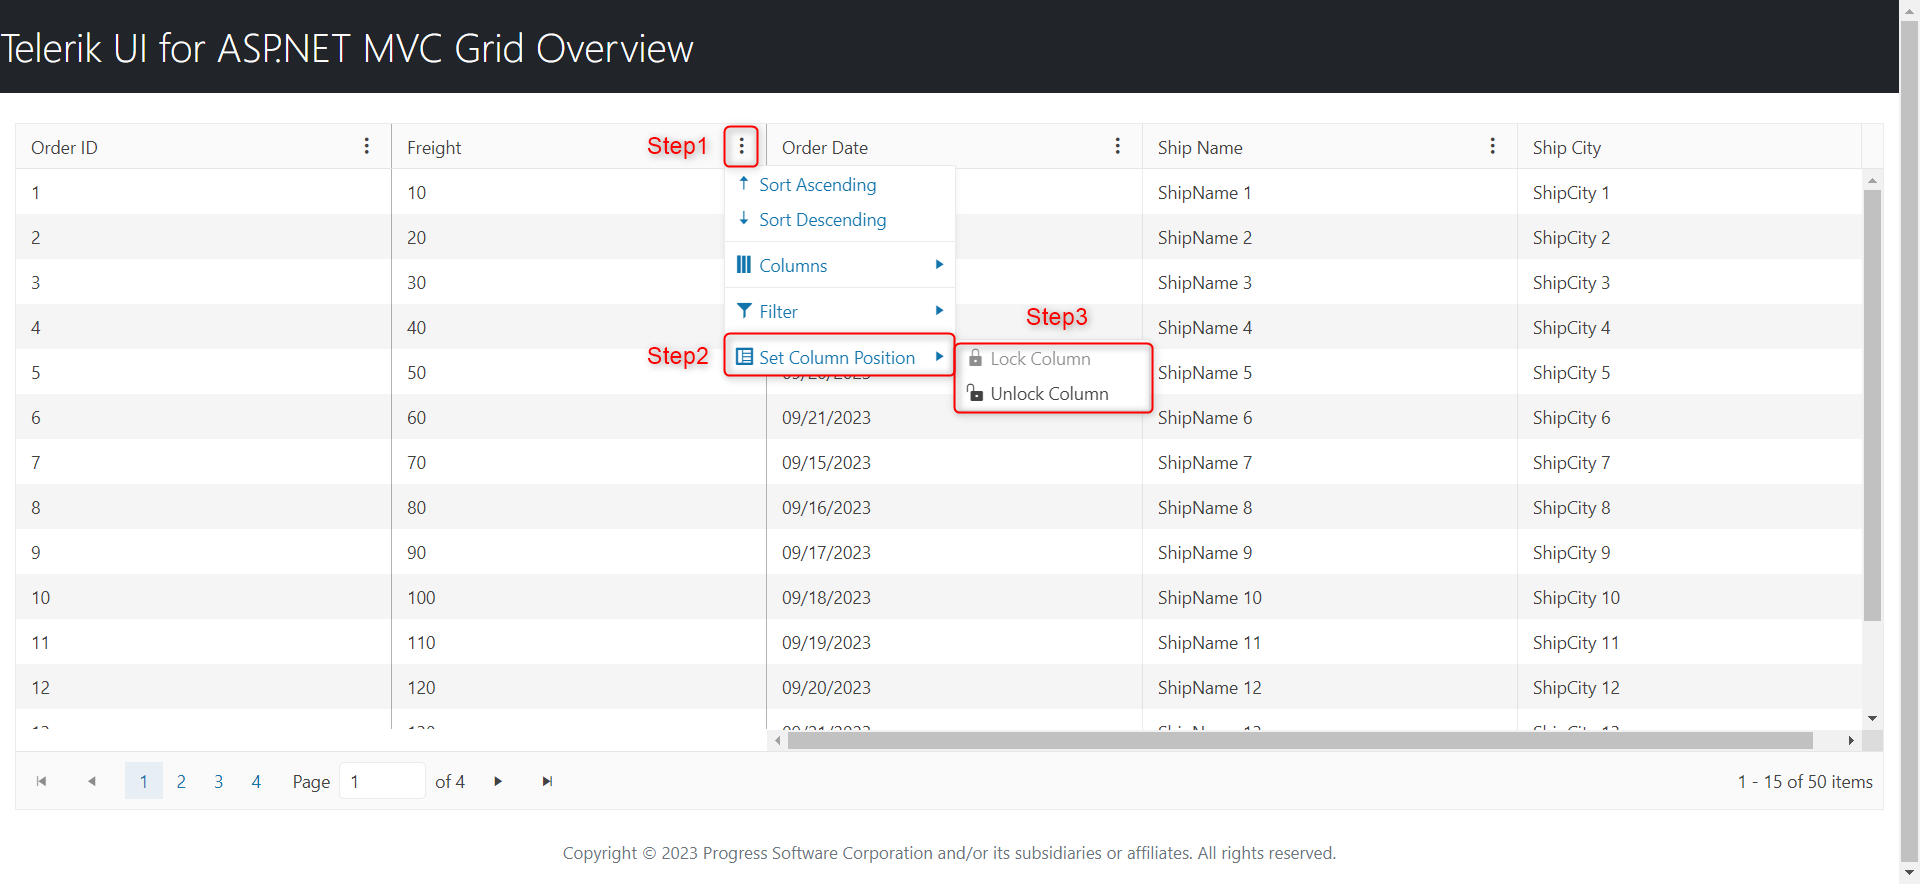 Telerik UI for ASP.NET MVC Grid Overview
Order ID Freight Step1 Order Date Ship Name Ship City
1 10 Sort Ascending ShipName 1 ShipCity 1
2 20 Sort Descending ShipName 2 ShipCity 2
3 30 Columns ShipName 3 ShipCity 3
4 40 Filter Step3 ShipName 4 ShipCity 4
Step2 Set Column Position Lock Column
5 50 ShipName 5 ShipCity 5
Unlock Column
6 60 09/21/2023 ShipName 6 ShipCity 6
7 70 09/15/2023 ShipName 7 ShipCity 7
8 80 09/16/2023 ShipName 8 ShipCity 8
9 90 09/17/2023 ShipName 9 ShipCity 9
10 100 09/18/2023 ShipName 10 ShipCity 10
11 110 09/19/2023 ShipName 11 ShipCity 11
12 120 09/20/2023 ShipName 12 ShipCity 12
1 2 3 4 Page 1 of 4 1 - 15 of 50 items
Copyright © 2023 Progress Software Corporation and/or its subsidiaries or affiliates. All rights reserved.